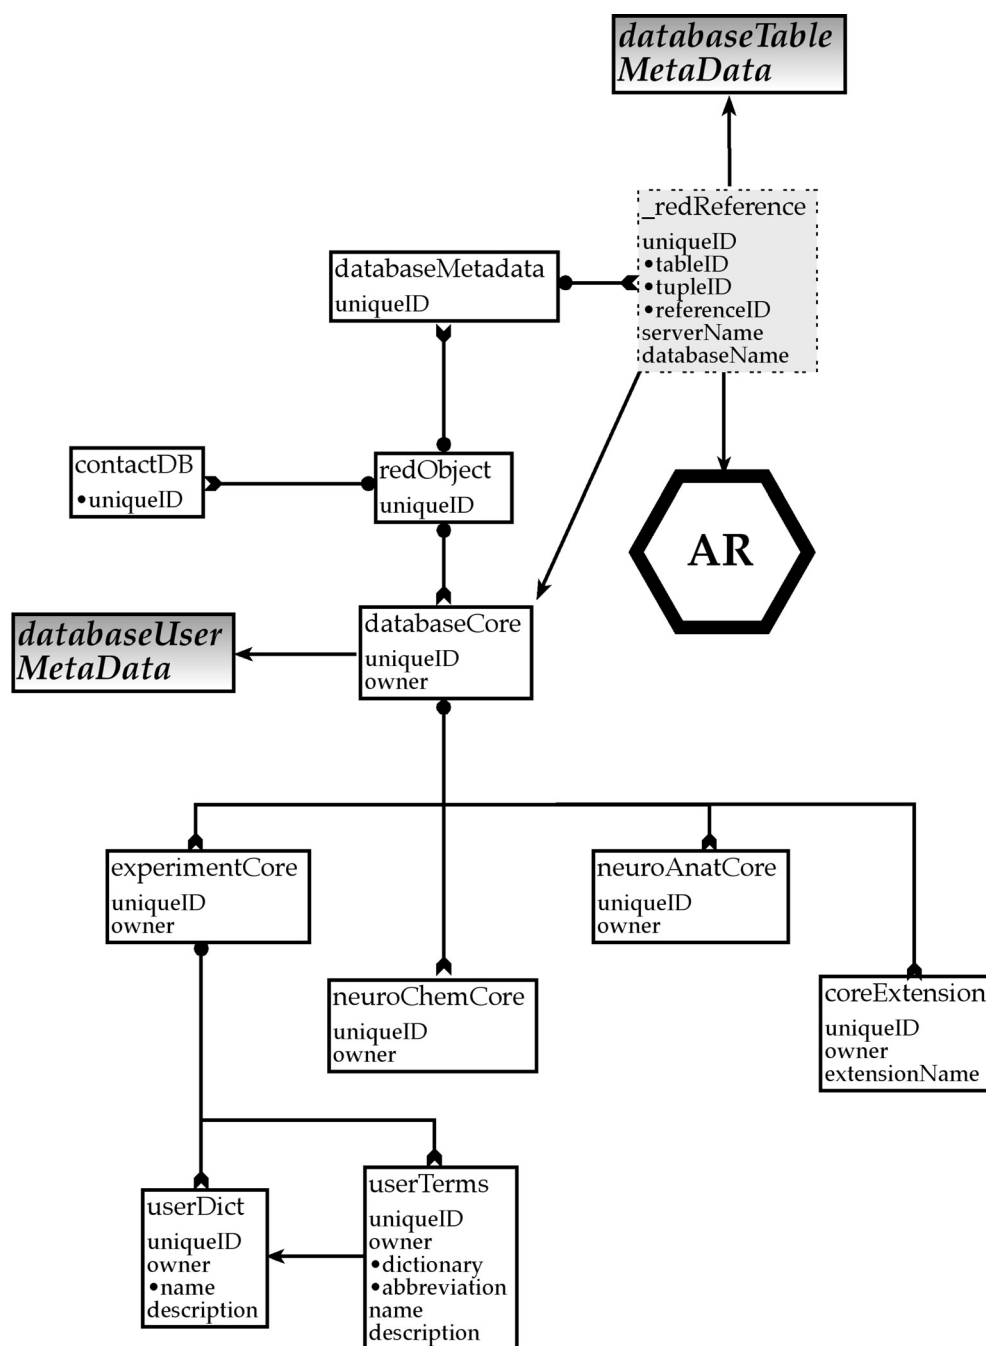 databaseTable
MetaData
_redReference
uniqueID
•tableID
•tupleID
•referenceID
serverName
databaseName
databaseMetadata
uniqueID
contactDB
•uniqueID
redObject
uniqueID
AR
databaseUser
MetaData
databaseCore
uniqueID
owner
experimentCore
uniqueID
owner
neuroAnatCore
uniqueID
owner
neuroChemCore
uniqueID
owner
coreExtension
uniqueID
owner
extensionName
userDict
uniqueID
owner
•name
description
userTerms
uniqueID
owner
•dictionary
•abbreviation
name
description